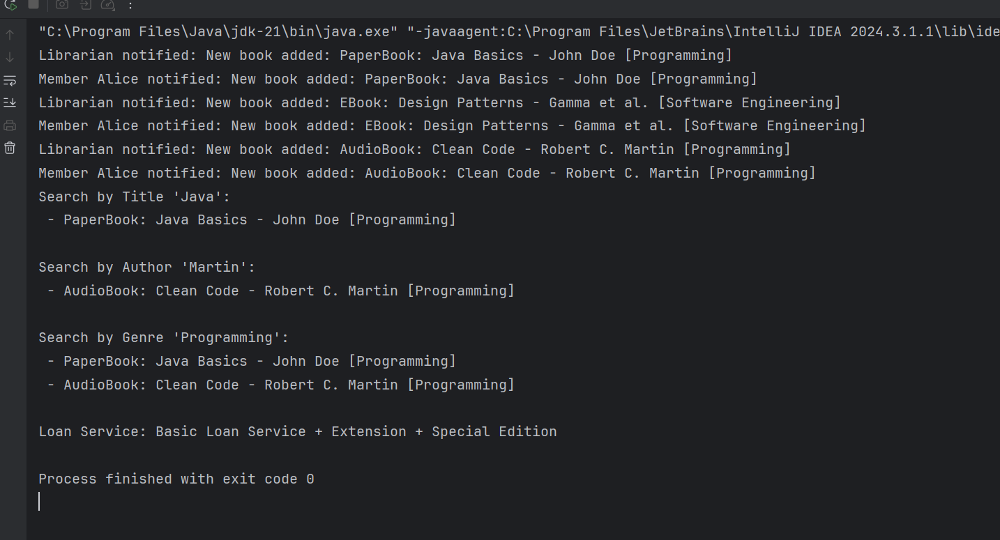 "C:\Program Files\Java\jdk-21\bin\java.exe" "-javaagent:C:\Program Files\JetBrains\IntelliJ IDEA 2024.3.1.1\lib\ide
Librarian notified: New book added: PaperBook: Java Basics - John Doe [Programming]
Member Alice notified: New book added: PaperBook: Java Basics - John Doe [Programming]
Librarian notified: New book added: EBook: Design Patterns - Gamma et al. [Software Engineering]
Member Alice notified: New book added: EBook: Design Patterns - Gamma et al. [Software Engineering]
Librarian notified: New book added: AudioBook: Clean Code - Robert C. Martin [Programming]
Member Alice notified: New book added: AudioBook: Clean Code - Robert C. Martin [Programming]
Search by Title 'Java':
 - PaperBook: Java Basics - John Doe [Programming]

Search by Author 'Martin':
 - AudioBook: Clean Code - Robert C. Martin [Programming]

Search by Genre 'Programming':
 - PaperBook: Java Basics - John Doe [Programming]
 - AudioBook: Clean Code - Robert C. Martin [Programming]

Loan Service: Basic Loan Service + Extension + Special Edition

Process finished with exit code 0